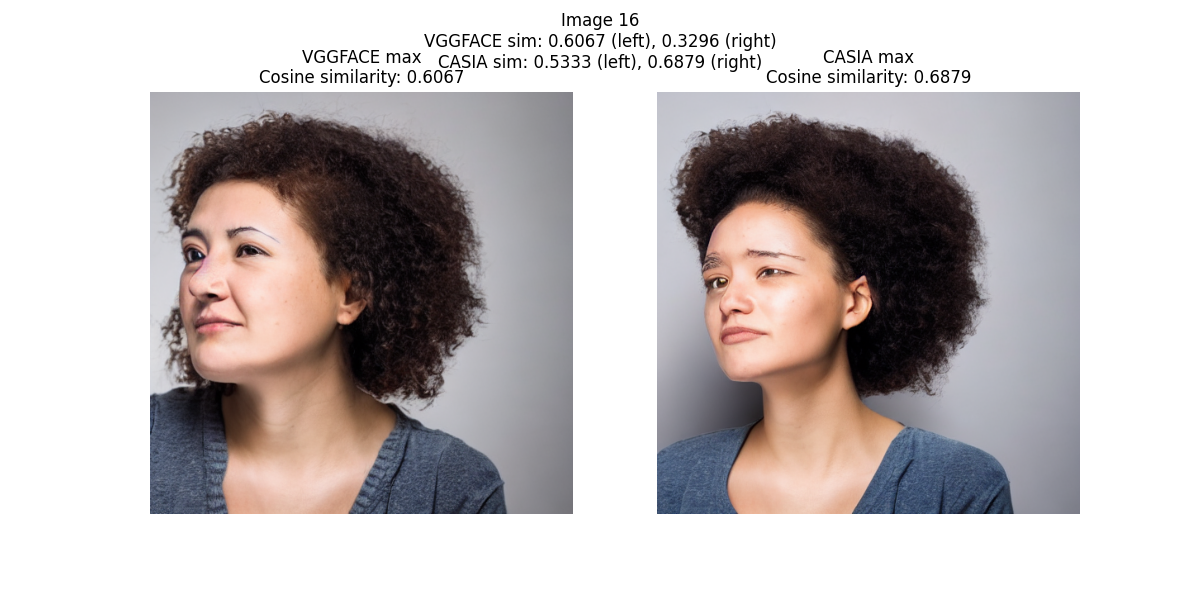 Image 16
VGGFACE sim: 0.6067 (left), 0.3296 (right)
CASIA sim: 0.5333 (left), 0.6879 (right)
VGGFACE max
Cosine similarity: 0.6067
CASIA max
Cosine similarity: 0.6879